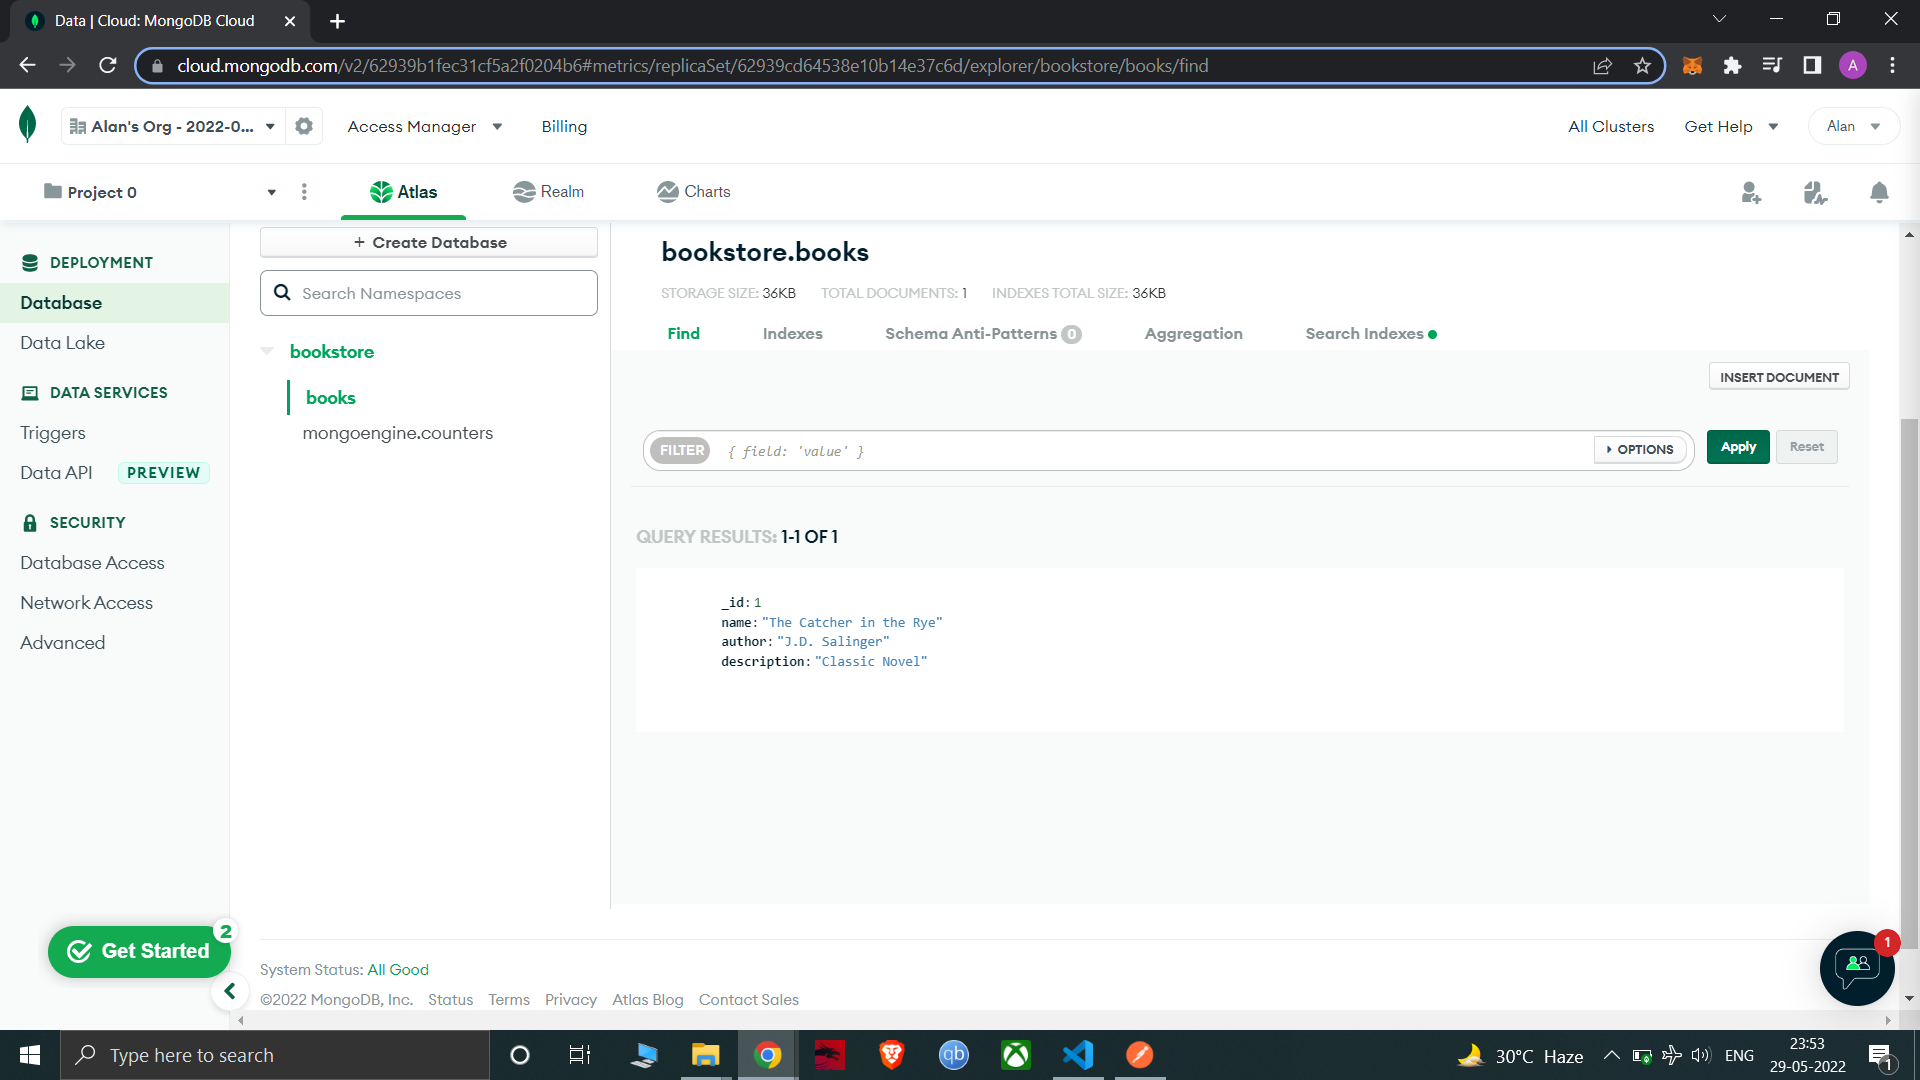 Data | Cloud: MongoDB Cloud
cloud.mongodb.com/v2/62939b1fec31cf5a2f0204b6#metrics/replicaSet/62939cd64538e10b14e37c6d/explorer/bookstore/books/find
A
Alan's Org - 2022-0...
Access Manager
Billing
All Clusters
Get Help
Alan
Project 0
Atlas
Realm
Charts
DEPLOYMENT
Database
Data Lake
DATA SERVICES
Triggers
Data API PREVIEW
SECURITY
Database Access
Network Access
Advanced
Get Started
2
+ Create Database
Search Namespaces
bookstore
books
mongoengine.counters
bookstore.books
STORAGE SIZE: 36KB TOTAL DOCUMENTS: 1 INDEXES TOTAL SIZE: 36KB
Find Indexes Schema Anti-Patterns 0 Aggregation Search Indexes
INSERT DOCUMENT
FILTER { field: 'value' } OPTIONS Apply Reset
QUERY RESULTS: 1-1 OF 1
_id: 1
name: "The Catcher in the Rye"
author: "J.D. Salinger"
description: "Classic Novel"
1
System Status: All Good
©2022 MongoDB, Inc. Status Terms Privacy Atlas Blog Contact Sales
Type here to search
qb
30°C Haze
ENG
23:53
29-05-2022
1